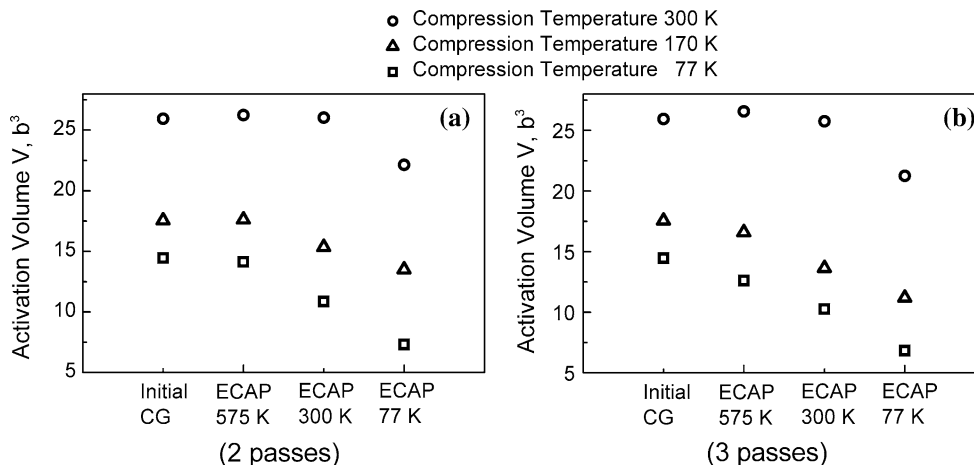 Compression Temperature 300 K
Compression Temperature 170 K
Compression Temperature 77 K
(a)
Activation Volume V, b³
25
20
15
10
5
Initial CG
ECAP 575 K
ECAP 300 K
ECAP 77 K
(2 passes)
(b)
Activation Volume V, b³
25
20
15
10
5
Initial CG
ECAP 575 K
ECAP 300 K
ECAP 77 K
(3 passes)